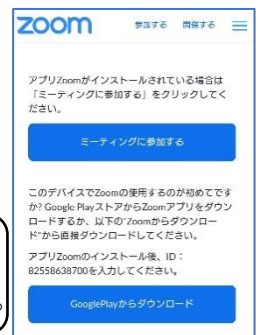 zoom 参加する 開催する
アプリZoomがインストールされている場合は
「ミーティングに参加する」をクリックしてく
ださい。
ミーティングに参加する
このデバイスでZoomの使用するのが初めてです
か? Google PlayストアからZoomアプリをダウン
ロードするか、以下の"Zoomからダウンロー
ド"から直接ダウンロードしてください。
アプリZoomのインストール後、ID：
82558638700を入力してください。
GooglePlayからダウンロード
。